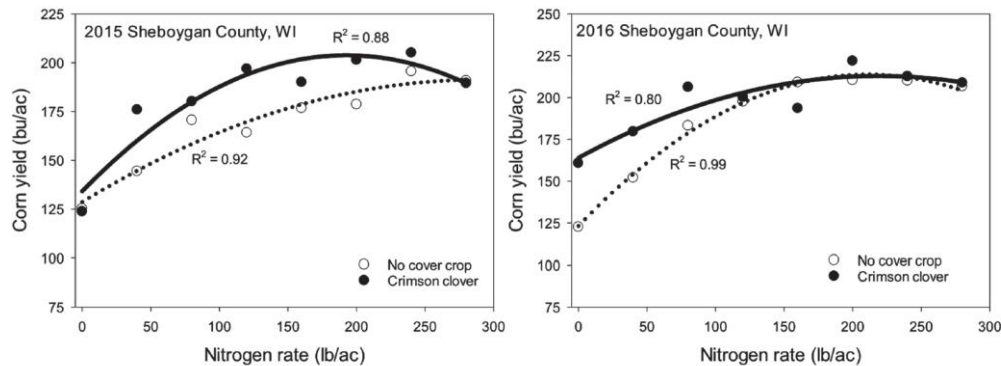 2015 Sheboygan County, WI
R² = 0.88
R² = 0.92
No cover crop
Crimson clover
Corn yield (bu/ac)
225
200
175
150
125
100
75
0 50 100 150 200 250 300
Nitrogen rate (lb/ac)
2016 Sheboygan County, WI
R² = 0.80
R² = 0.99
No cover crop
Crimson clover
Corn yield (bu/ac)
250
225
200
175
150
125
100
75
0 50 100 150 200 250 300
Nitrogen rate (lb/ac)